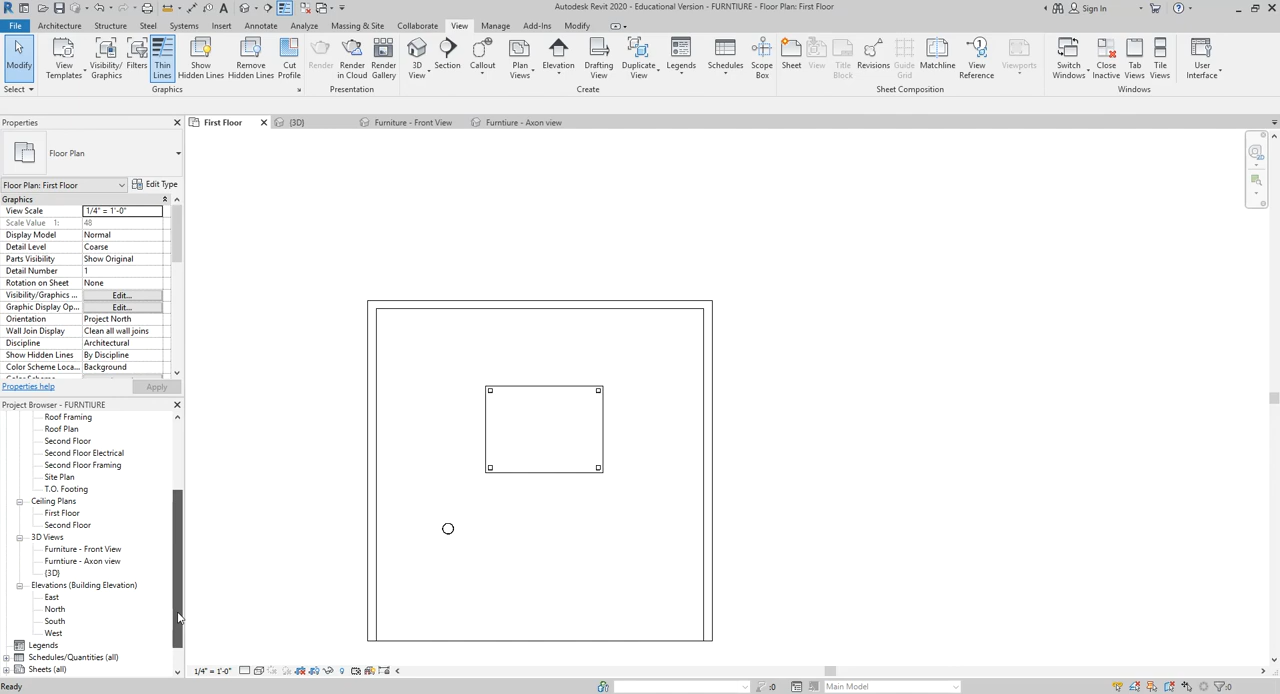 Autodesk Revit 2020 - Educational Version - FURNTIURE - Floor Plan: First Floor
Sign In
File Architecture Structure Steel Systems Insert Annotate Analyze Massing & Site Collaborate View Manage Add-Ins Modify
Modify
View Templates
Visibility/ Graphics
Filters
Thin Lines
Show Hidden Lines
Remove Hidden Lines
Cut Profile
Render
Render in Cloud
Render Gallery
3D View
Section
Callout
Plan Views
Elevation
Drafting View
Duplicate View
Legends
Schedules
Scope Box
Sheet
View
Title Block
Revisions
Guide Grid
Matchline
View Reference
Viewports
Switch Windows
Close Inactive
Tab Views
Tile Views
User Interface
Select Graphics Presentation Create Sheet Composition Windows
Properties
First Floor {3D} Furniture - Front View Furntiure - Axon view
Floor Plan
Floor Plan: First Floor Edit Type
Graphics
View Scale 1/4" = 1'-0"
Scale Value 1: 48
Display Model Normal
Detail Level Coarse
Parts Visibility Show Original
Detail Number 1
Rotation on Sheet None
Visibility/Graphics ... Edit...
Graphic Display Op... Edit...
Orientation Project North
Wall Join Display Clean all wall joins
Discipline Architectural
Show Hidden Lines By Discipline
Color Scheme Loca... Background
Properties help Apply
Project Browser - FURNTIURE
Roof Framing
Roof Plan
Second Floor
Second Floor Electrical
Second Floor Framing
Site Plan
T.O. Footing
Ceiling Plans
First Floor
Second Floor
3D Views
Furniture - Front View
Furntiure - Axon view
{3D}
Elevations (Building Elevation)
East
North
South
West
Legends
Schedules/Quantities (all)
Sheets (all)
1/4" = 1'-0"
Ready :0 Main Model :0